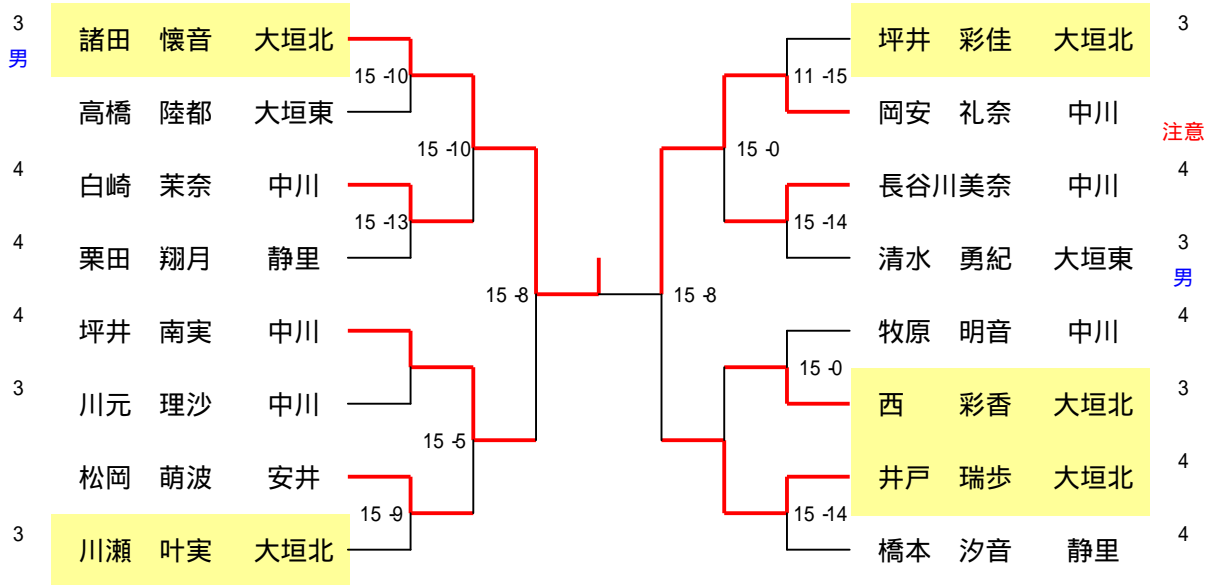 3 諸田 懐音 大垣北
男
15 -10
高橋 陸都 大垣東
15 -10
4 白崎 茉奈 中川
15 -13
4 栗田 翔月 静里
15 -8
4 坪井 南実 中川
3 川元 理沙 中川
15 -5
松岡 萌波 安井
15 -9
3 川瀬 叶実 大垣北
坪井 彩佳 大垣北 3
11 -15
岡安 礼奈 中川
注意
15 -0
長谷川美奈 中川 4
15 -14
清水 勇紀 大垣東 3
男
15 -8
牧原 明音 中川 4
15 -0
西 彩香 大垣北 3
井戸 瑞歩 大垣北 4
15 -14
橋本 汐音 静里 4